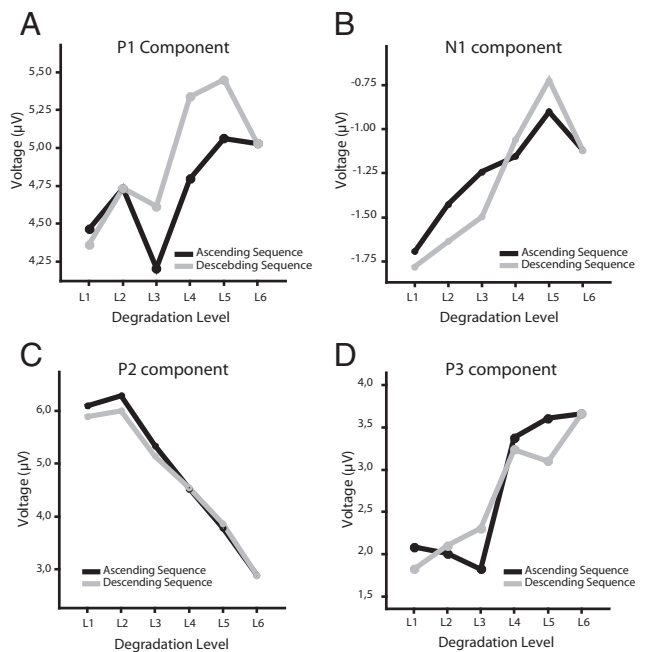 A
P1 Component
5,50
5,25
5,00
4,75
4,50
4,25
Voltage (µV)
Ascending Sequence
Descebding Sequence
L1 L2 L3 L4 L5 L6
Degradation Level
B
N1 component
-0.75
-1.00
-1.25
-1.50
-1.75
Voltage (µV)
Ascending Sequence
Descending Sequence
L1 L2 L3 L4 L5 L6
Degradation Level
C
P2 component
6,0
5,0
4,0
3,0
Voltage (µV)
Ascending Sequence
Descending Sequence
L1 L2 L3 L4 L5 L6
Degradation Level
D
P3 component
4,0
3,5
3,0
2,5
2,0
1,5
Voltage (µV)
Ascending Sequence
Descending Sequence
L1 L2 L3 L4 L5 L6
Degradation Level